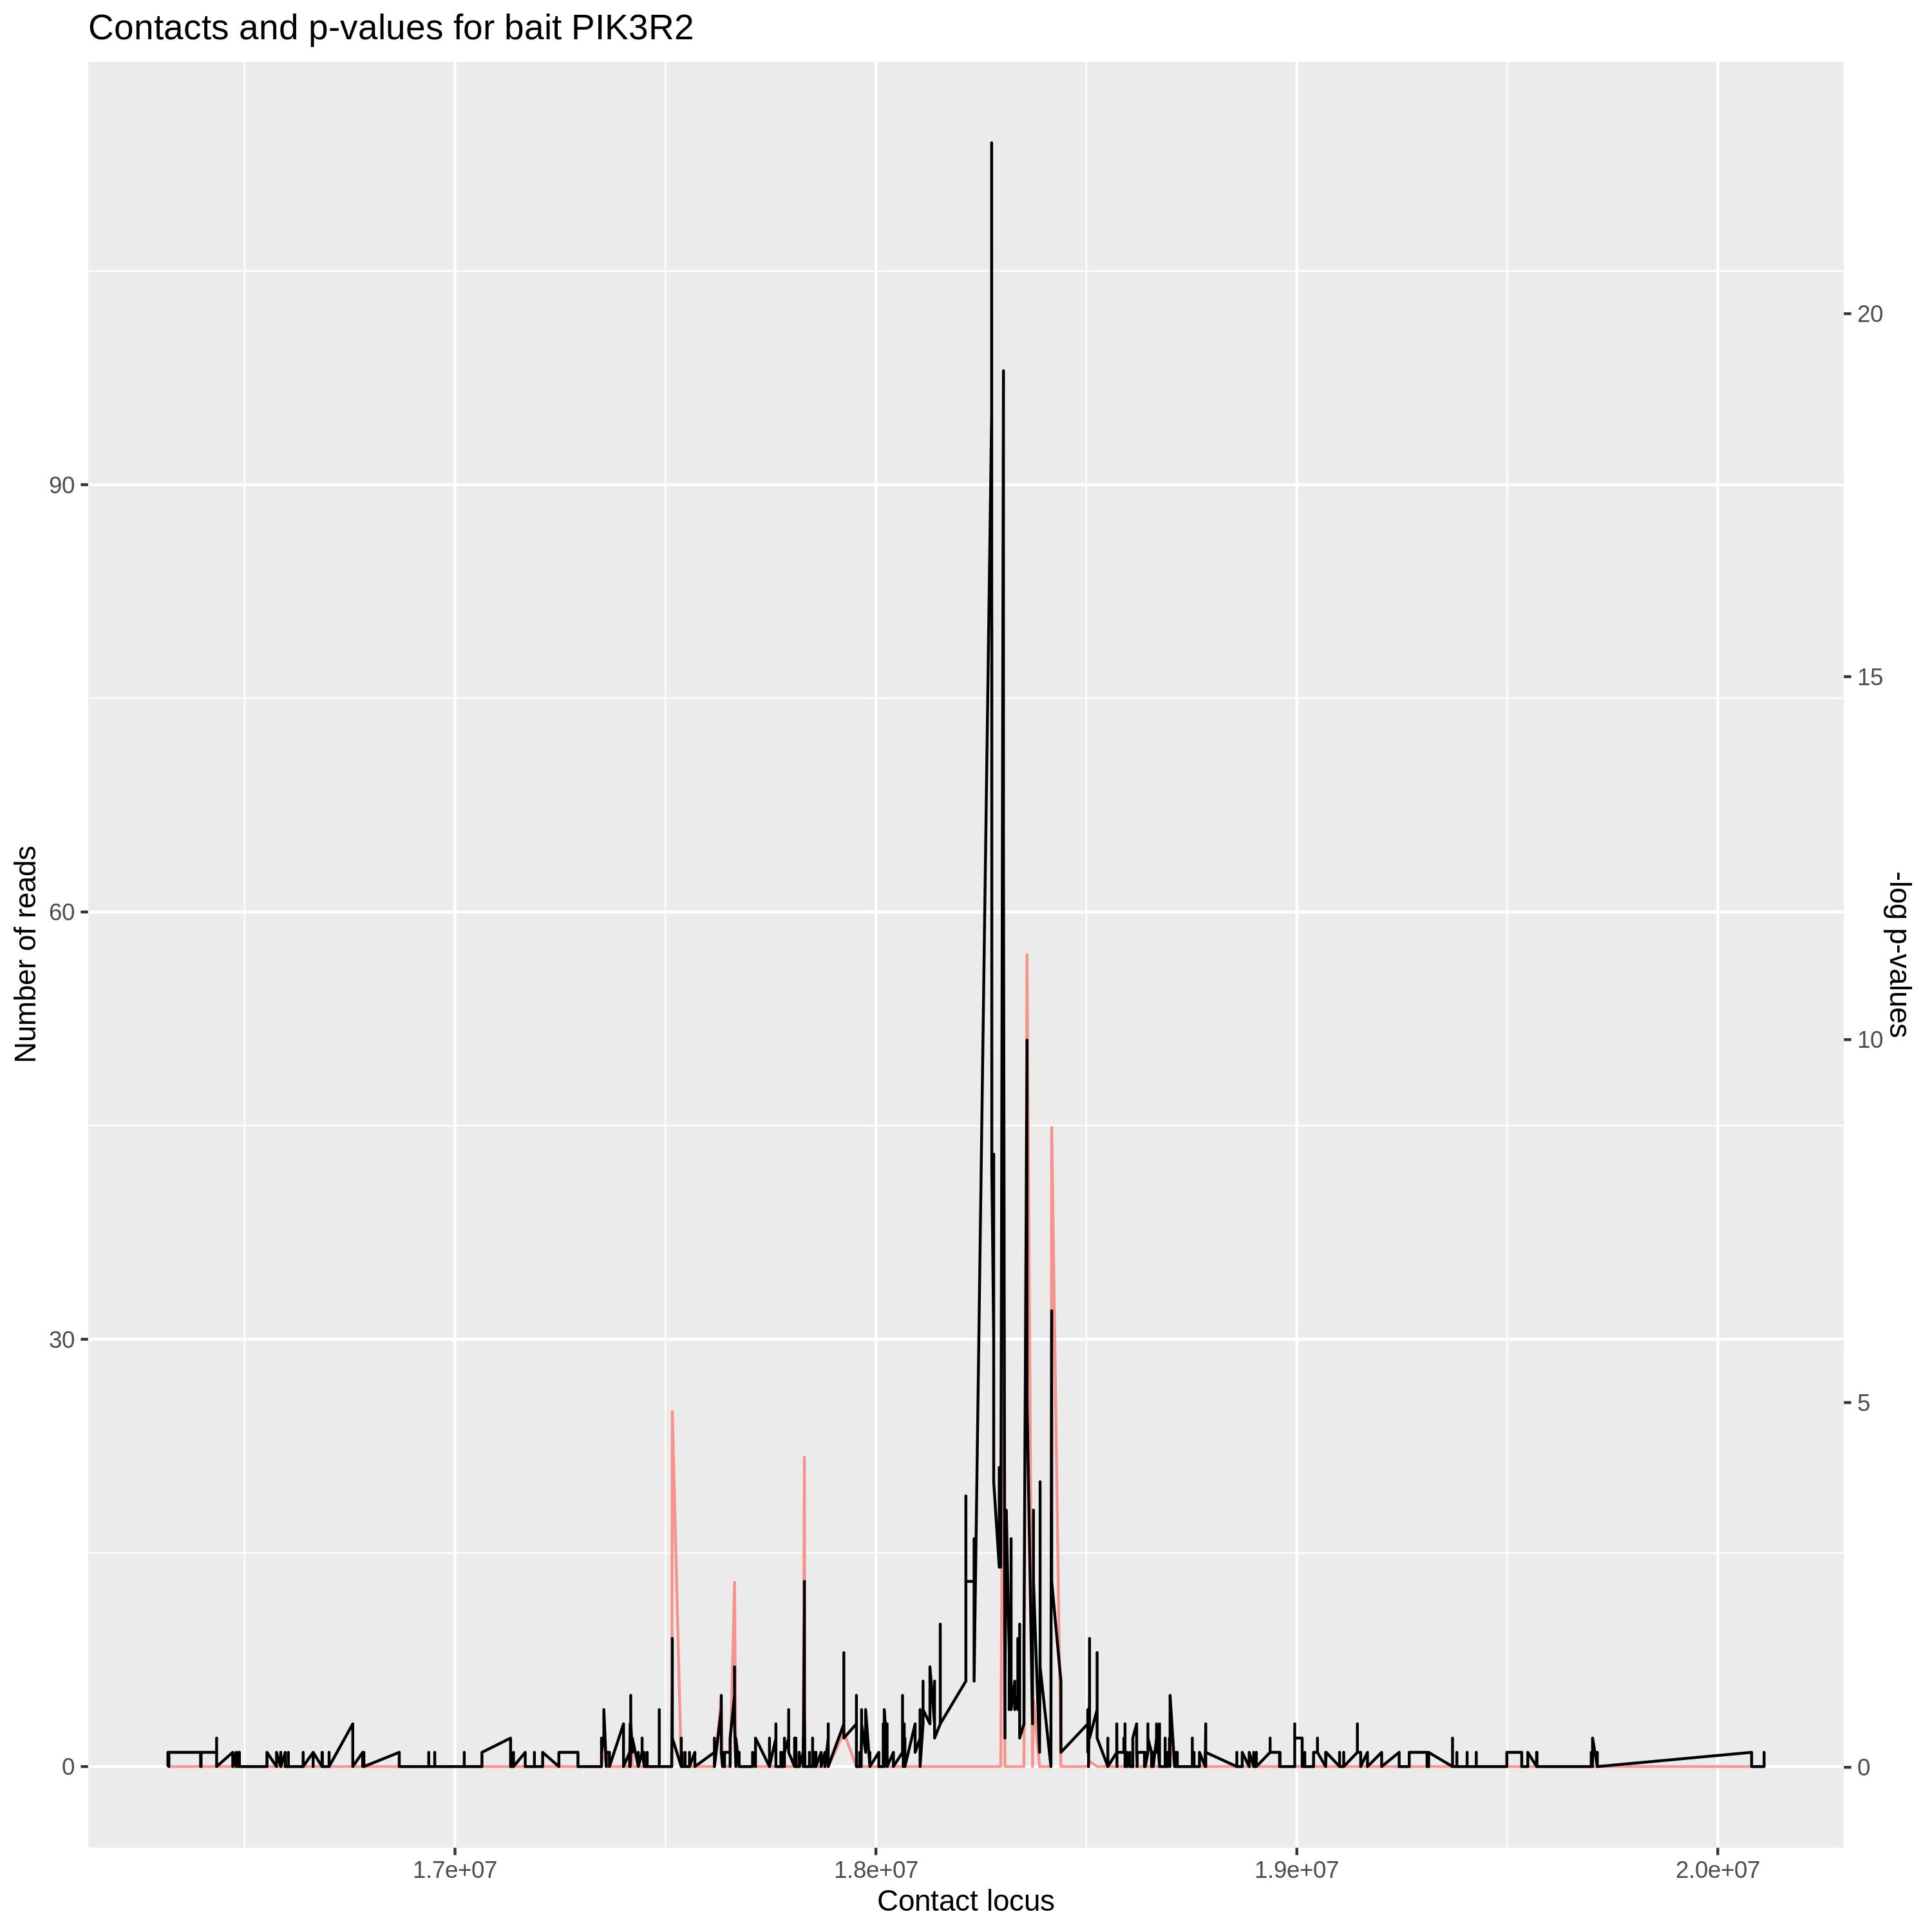 Contacts and p-values for bait PIK3R2
Number of reads
90
60
30
0
20
15
10
5
0
-log p-values
1.7e+07
1.8e+07
1.9e+07
2.0e+07
Contact locus